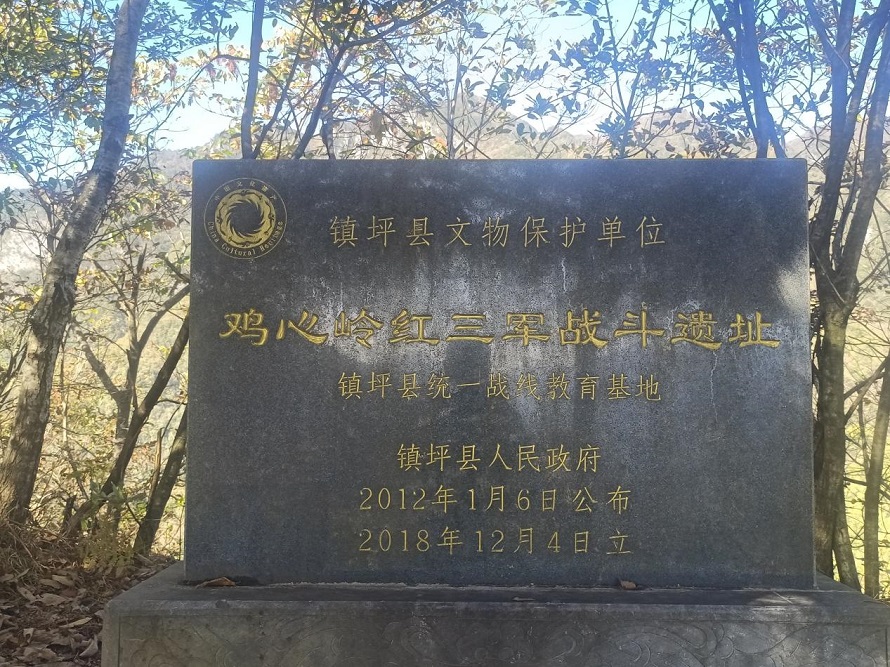 镇坪县文物保护单位
鸡心岭红三军战斗遗址
镇坪县统一战线教育基地
镇坪县人民政府
2012年1月6日公布
2018年12月4日立